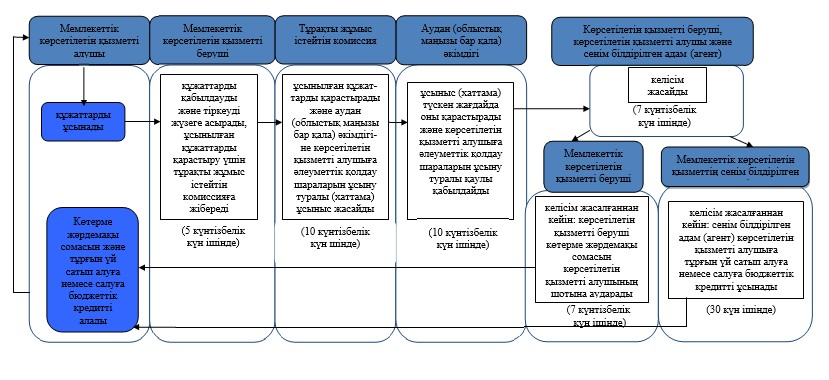 Мемлекеттік
көрсетілетін қызметті
алушы
Мемлекеттік
көрсетілетін қызметті
беруші
Тұрақты жұмыс
істейтін комиссия
Аудан (облыстық
маңызы бар қала)
әкімдігі
Көрсетілетін қызметті беруші,
көрсетілетін қызметті алушы және
сенім білдірілген адам (агент)
құжаттарды
ұсынады
құжаттарды
қабылдауды
және тіркеуді
жүзеге асырады,
ұсынылған
құжаттарды
қарастыру үшін
тұрақты жұмыс
істейтін
комиссияға
жібереді
(5 күнтізбелік
күн ішінде)
ұсынылған құжат-
тарды қарастырады
және аудан
(облыстық маңызы
бар қала) әкімдігі-
не көрсетілетін
қызметті алушыға
әлеуметтік қолдау
шараларын ұсыну
туралы (хаттама)
ұсыныс жасайды
(10 күнтізбелік
күн шінде)
ұсыныс (хаттама)
түскен жағдайда
оны қарастырады
және көрсетілетін
қызметті алушыға
әлеуметтік қолдау
шараларын ұсыну
туралы қаулы
қабылдайды
(10 күнтізбелік
күн ішінде)
келісім
жасайды
(7 күнтізбелік
күн ішінде)
Мемлекеттік
көрсетілетін
қызметті беруші
Мемлекеттік көрсетілетін
қызметтің сенім білдірілген
келісім жасалғаннан
кейін: көрсетілетін
қызметті беруші
көтерме жәрдемақы
сомасын
көрсетілетін
қызметті алушының
шотына аударады
(7 күнтізбелік
күн ішінде)
келісім жасалғаннан
кейін: сенім білдірілген
адам (агент) көрсетілетін
қызметті алушыға
тұрғын үй сатып алуға
немесе салуға бюджеттік
кредитті ұсынады
(30 күн ішінде)
Көтерме
жәрдемақы
сомасын және
тұрғын үй
сатып алуға
немесе салуға
бюджеттік
кредитті
алады